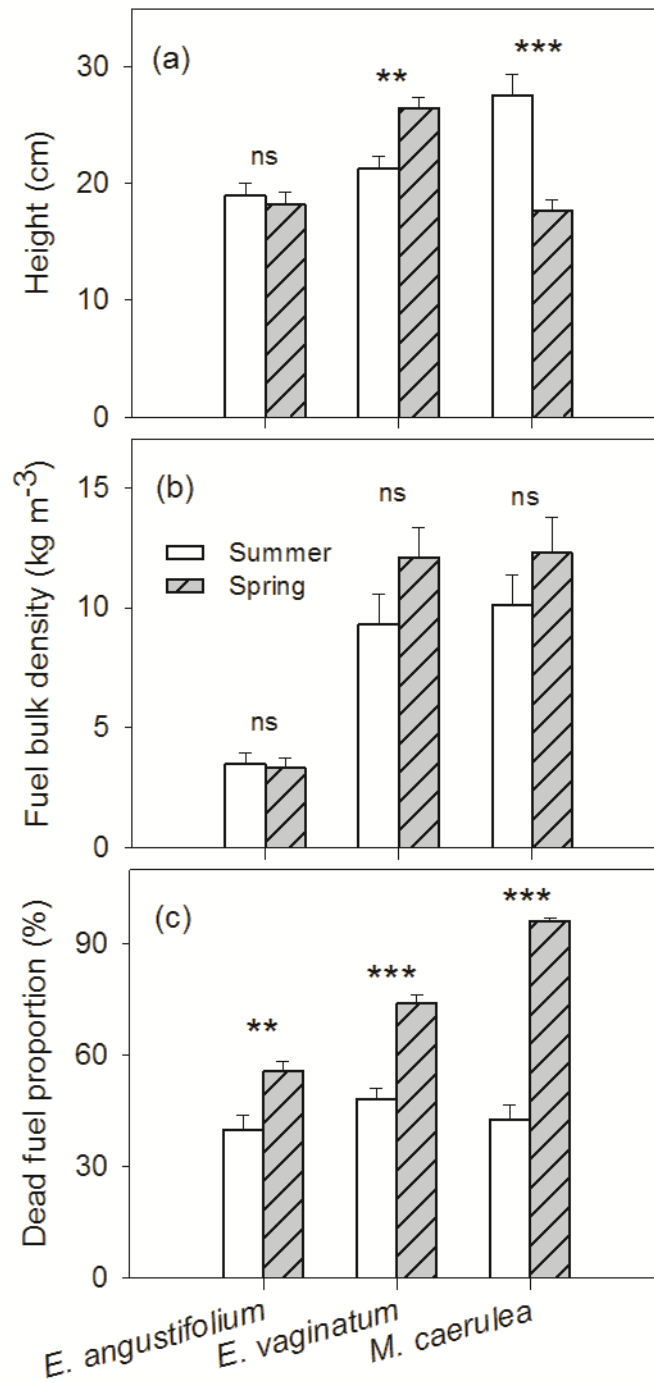 (a)
ns
**
***
Height (cm)
30
20
10
0
(b)
ns
ns
ns
Summer
Spring
Fuel bulk density (kg m-3)
15
10
5
0
(c)
**
***
***
Dead fuel proportion (%)
90
60
30
0
E. angustifolium
E. vaginatum
M. caerulea